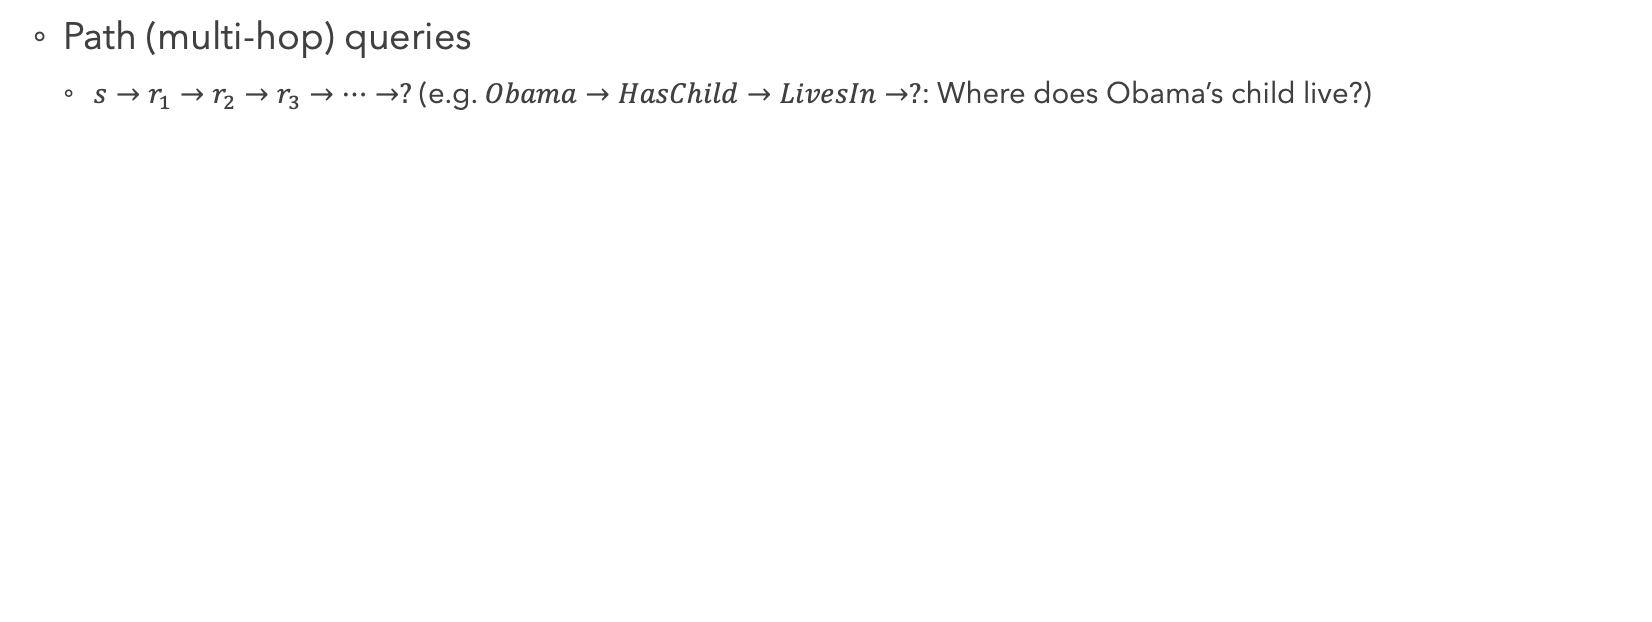 ◦ Path (multi-hop) queries
◦ s → r₁ → r₂ → r₃ → ⋯ →? (e.g. Obama → HasChild → LivesIn →?: Where does Obama’s child live?)